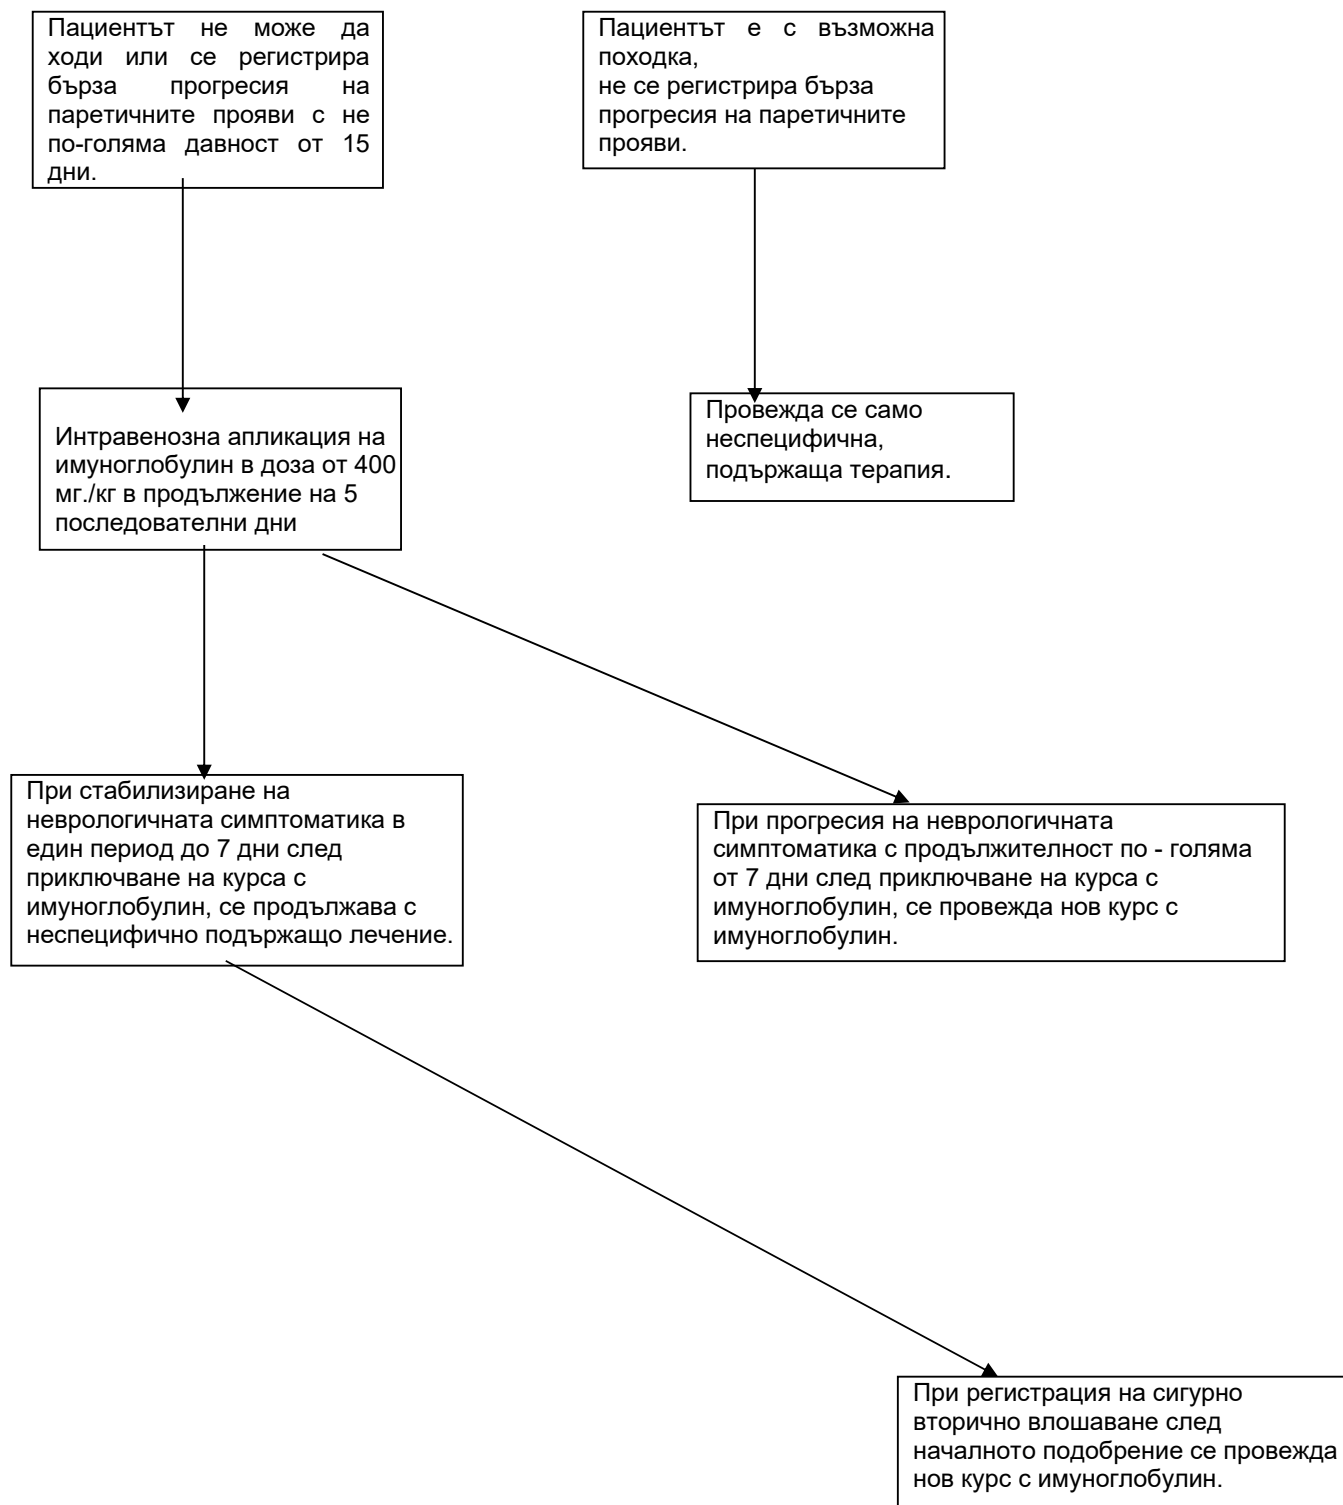 Пациентът не може да
ходи или се регистрира
бърза прогресия на
паретичните прояви с не
по-голяма давност от 15
дни.
Пациентът е с възможна
походка,
не се регистрира бърза
прогресия на паретичните
прояви.
Интравенозна апликация на
имуноглобулин в доза от 400
мг./кг в продължение на 5
последователни дни
Провежда се само
неспецифична,
подържаща терапия.
При стабилизиране на
неврологичната симптоматика в
един период до 7 дни след
приключване на курса с
имуноглобулин, се продължава с
неспецифично подържащо лечение.
При прогресия на неврологичната
симптоматика с продължителност по - голяма
от 7 дни след приключване на курса с
имуноглобулин, се провежда нов курс с
имуноглобулин.
При регистрация на сигурно
вторично влошаване след
началното подобрение се провежда
нов курс с имуноглобулин.